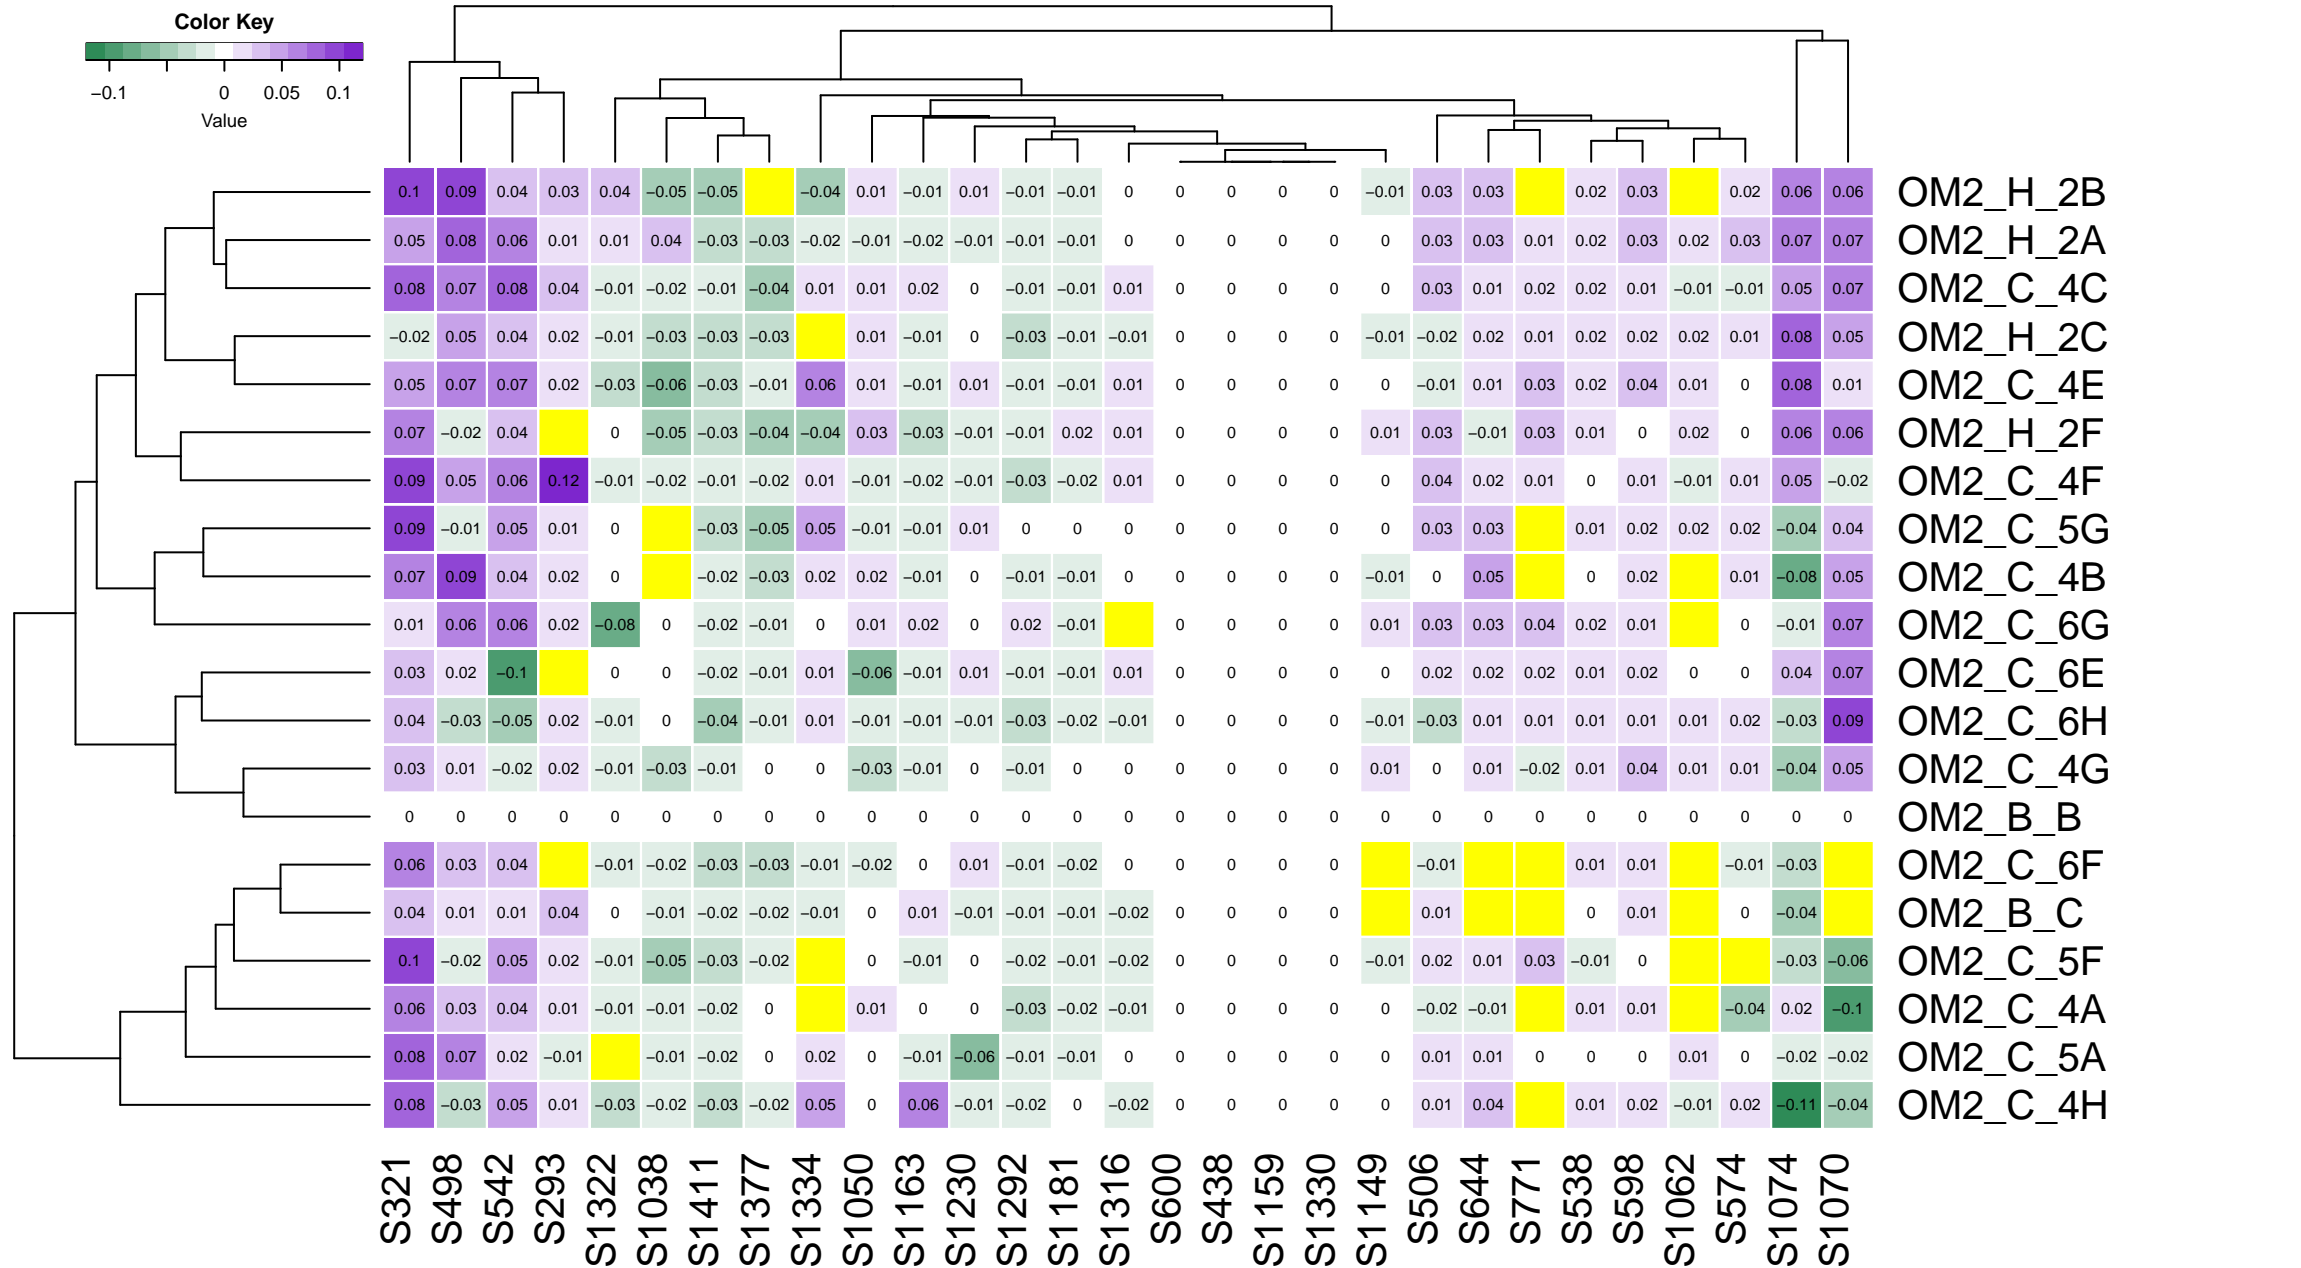 Color Key
−0.1 0 0.05 0.1
Value
0.1 0.09 0.04 0.03 0.04 −0.05 −0.05 −0.04 0.01 −0.01 0.01 −0.01 −0.01 0 0 0 0 0 −0.01 0.03 0.03 0.02 0.03 0.02 0.06 0.06 OM2_H_2B
0.05 0.08 0.06 0.01 0.01 0.04 −0.03 −0.03 −0.02 −0.01 −0.02 −0.01 −0.01 −0.01 0 0 0 0 0 0 0.03 0.03 0.01 0.02 0.03 0.02 0.03 0.07 0.07 OM2_H_2A
0.08 0.07 0.08 0.04 −0.01 −0.02 −0.01 −0.04 0.01 0.01 0.02 0 −0.01 −0.01 0.01 0 0 0 0 0 0.03 0.01 0.02 0.02 0.01 −0.01 −0.01 0.05 0.07 OM2_C_4C
−0.02 0.05 0.04 0.02 −0.01 −0.03 −0.03 −0.03 0.01 −0.01 0 −0.03 −0.01 −0.01 0 0 0 0 −0.01 −0.02 0.02 0.01 0.02 0.02 0.02 0.01 0.08 0.05 OM2_H_2C
0.05 0.07 0.07 0.02 −0.03 −0.06 −0.03 −0.01 0.06 0.01 −0.01 0.01 −0.01 −0.01 0.01 0 0 0 0 0 −0.01 0.01 0.03 0.02 0.04 0.01 0 0.08 0.01 OM2_C_4E
0.07 −0.02 0.04 0 −0.05 −0.03 −0.04 −0.04 0.03 −0.03 −0.01 −0.01 0.02 0.01 0 0 0 0 0.01 0.03 −0.01 0.03 0.01 0 0.02 0 0.06 0.06 OM2_H_2F
0.09 0.05 0.06 0.12 −0.01 −0.02 −0.01 −0.02 0.01 −0.01 −0.02 −0.01 −0.03 −0.02 0.01 0 0 0 0 0 0.04 0.02 0.01 0 0.01 −0.01 0.01 0.05 −0.02 OM2_C_4F
0.09 −0.01 0.05 0.01 0 −0.03 −0.05 0.05 −0.01 −0.01 0.01 0 0 0 0 0 0 0 0 0.03 0.03 0.01 0.02 0.02 0.02 −0.04 0.04 OM2_C_5G
0.07 0.09 0.04 0.02 0 −0.02 −0.03 0.02 0.02 −0.01 0 −0.01 −0.01 0 0 0 0 0 −0.01 0 0.05 0 0.02 0.01 −0.08 0.05 OM2_C_4B
0.01 0.06 0.06 0.02 −0.08 0 −0.02 −0.01 0 0.01 0.02 0 0.02 −0.01 0 0 0 0 0.01 0.03 0.03 0.04 0.02 0.01 0 −0.01 0.07 OM2_C_6G
0.03 0.02 −0.1 0 0 −0.02 −0.01 0.01 −0.06 −0.01 0.01 −0.01 −0.01 0.01 0 0 0 0 0 0.02 0.02 0.02 0.01 0.02 0 0 0.04 0.07 OM2_C_6E
0.04 −0.03 −0.05 0.02 −0.01 0 −0.04 −0.01 0.01 −0.01 −0.01 −0.01 −0.03 −0.02 −0.01 0 0 0 0 −0.01 −0.03 0.01 0.01 0.01 0.01 0.01 0.02 −0.03 0.09 OM2_C_6H
0.03 0.01 −0.02 0.02 −0.01 −0.03 −0.01 0 0 −0.03 −0.01 0 −0.01 0 0 0 0 0 0 0.01 0 0.01 −0.02 0.01 0.04 0.01 0.01 −0.04 0.05 OM2_C_4G
0 0 0 0 0 0 0 0 0 0 0 0 0 0 0 0 0 0 0 0 0 0 0 0 0 0 0 0 0 OM2_B_B
0.06 0.03 0.04 −0.01 −0.02 −0.03 −0.03 −0.01 −0.02 0 0.01 −0.01 −0.02 0 0 0 0 0 −0.01 0.01 0.01 −0.01 −0.03 OM2_C_6F
0.04 0.01 0.01 0.04 0 −0.01 −0.02 −0.02 −0.01 0 0.01 −0.01 −0.01 −0.01 −0.02 0 0 0 0 0.01 0 0.01 0 −0.04 OM2_B_C
0.1 −0.02 0.05 0.02 −0.01 −0.05 −0.03 −0.02 0 −0.01 0 −0.02 −0.01 −0.02 0 0 0 0 −0.01 0.02 0.01 0.03 −0.01 0 −0.03 −0.06 OM2_C_5F
0.06 0.03 0.04 0.01 −0.01 −0.01 −0.02 0 0.01 0 0 −0.03 −0.02 −0.01 0 0 0 0 0 −0.02 −0.01 0.01 0.01 −0.04 0.02 −0.1 OM2_C_4A
0.08 0.07 0.02 −0.01 −0.01 −0.02 0 0.02 0 −0.01 −0.06 −0.01 −0.01 0 0 0 0 0 0 0.01 0.01 0 0 0 0.01 0 −0.02 −0.02 OM2_C_5A
0.08 −0.03 0.05 0.01 −0.03 −0.02 −0.03 −0.02 0.05 0 0.06 −0.01 −0.02 0 −0.02 0 0 0 0 0 0.01 0.04 0.01 0.02 −0.01 0.02 −0.11 −0.04 OM2_C_4H
S321 S498 S542 S293 S1322 S1038 S1411 S1377 S1334 S1050 S1163 S1230 S1292 S1181 S1316 S600 S438 S1159 S1330 S1149 S506 S644 S771 S538 S598 S1062 S574 S1074 S1070